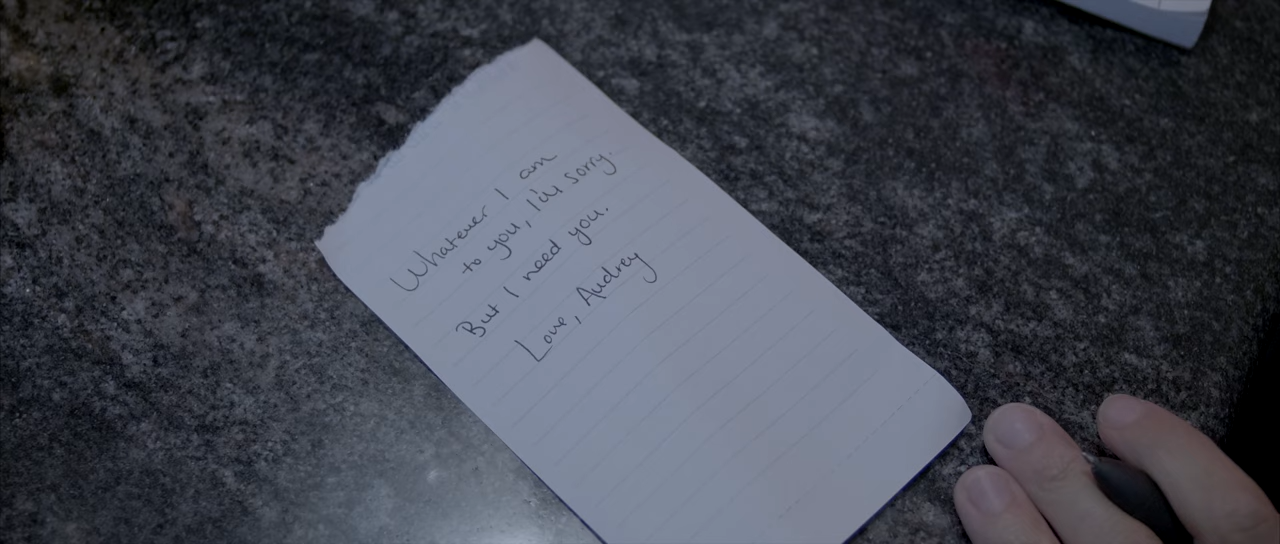 Whatever I am
to you, I'm sorry.
But I need you.
Love, Audrey